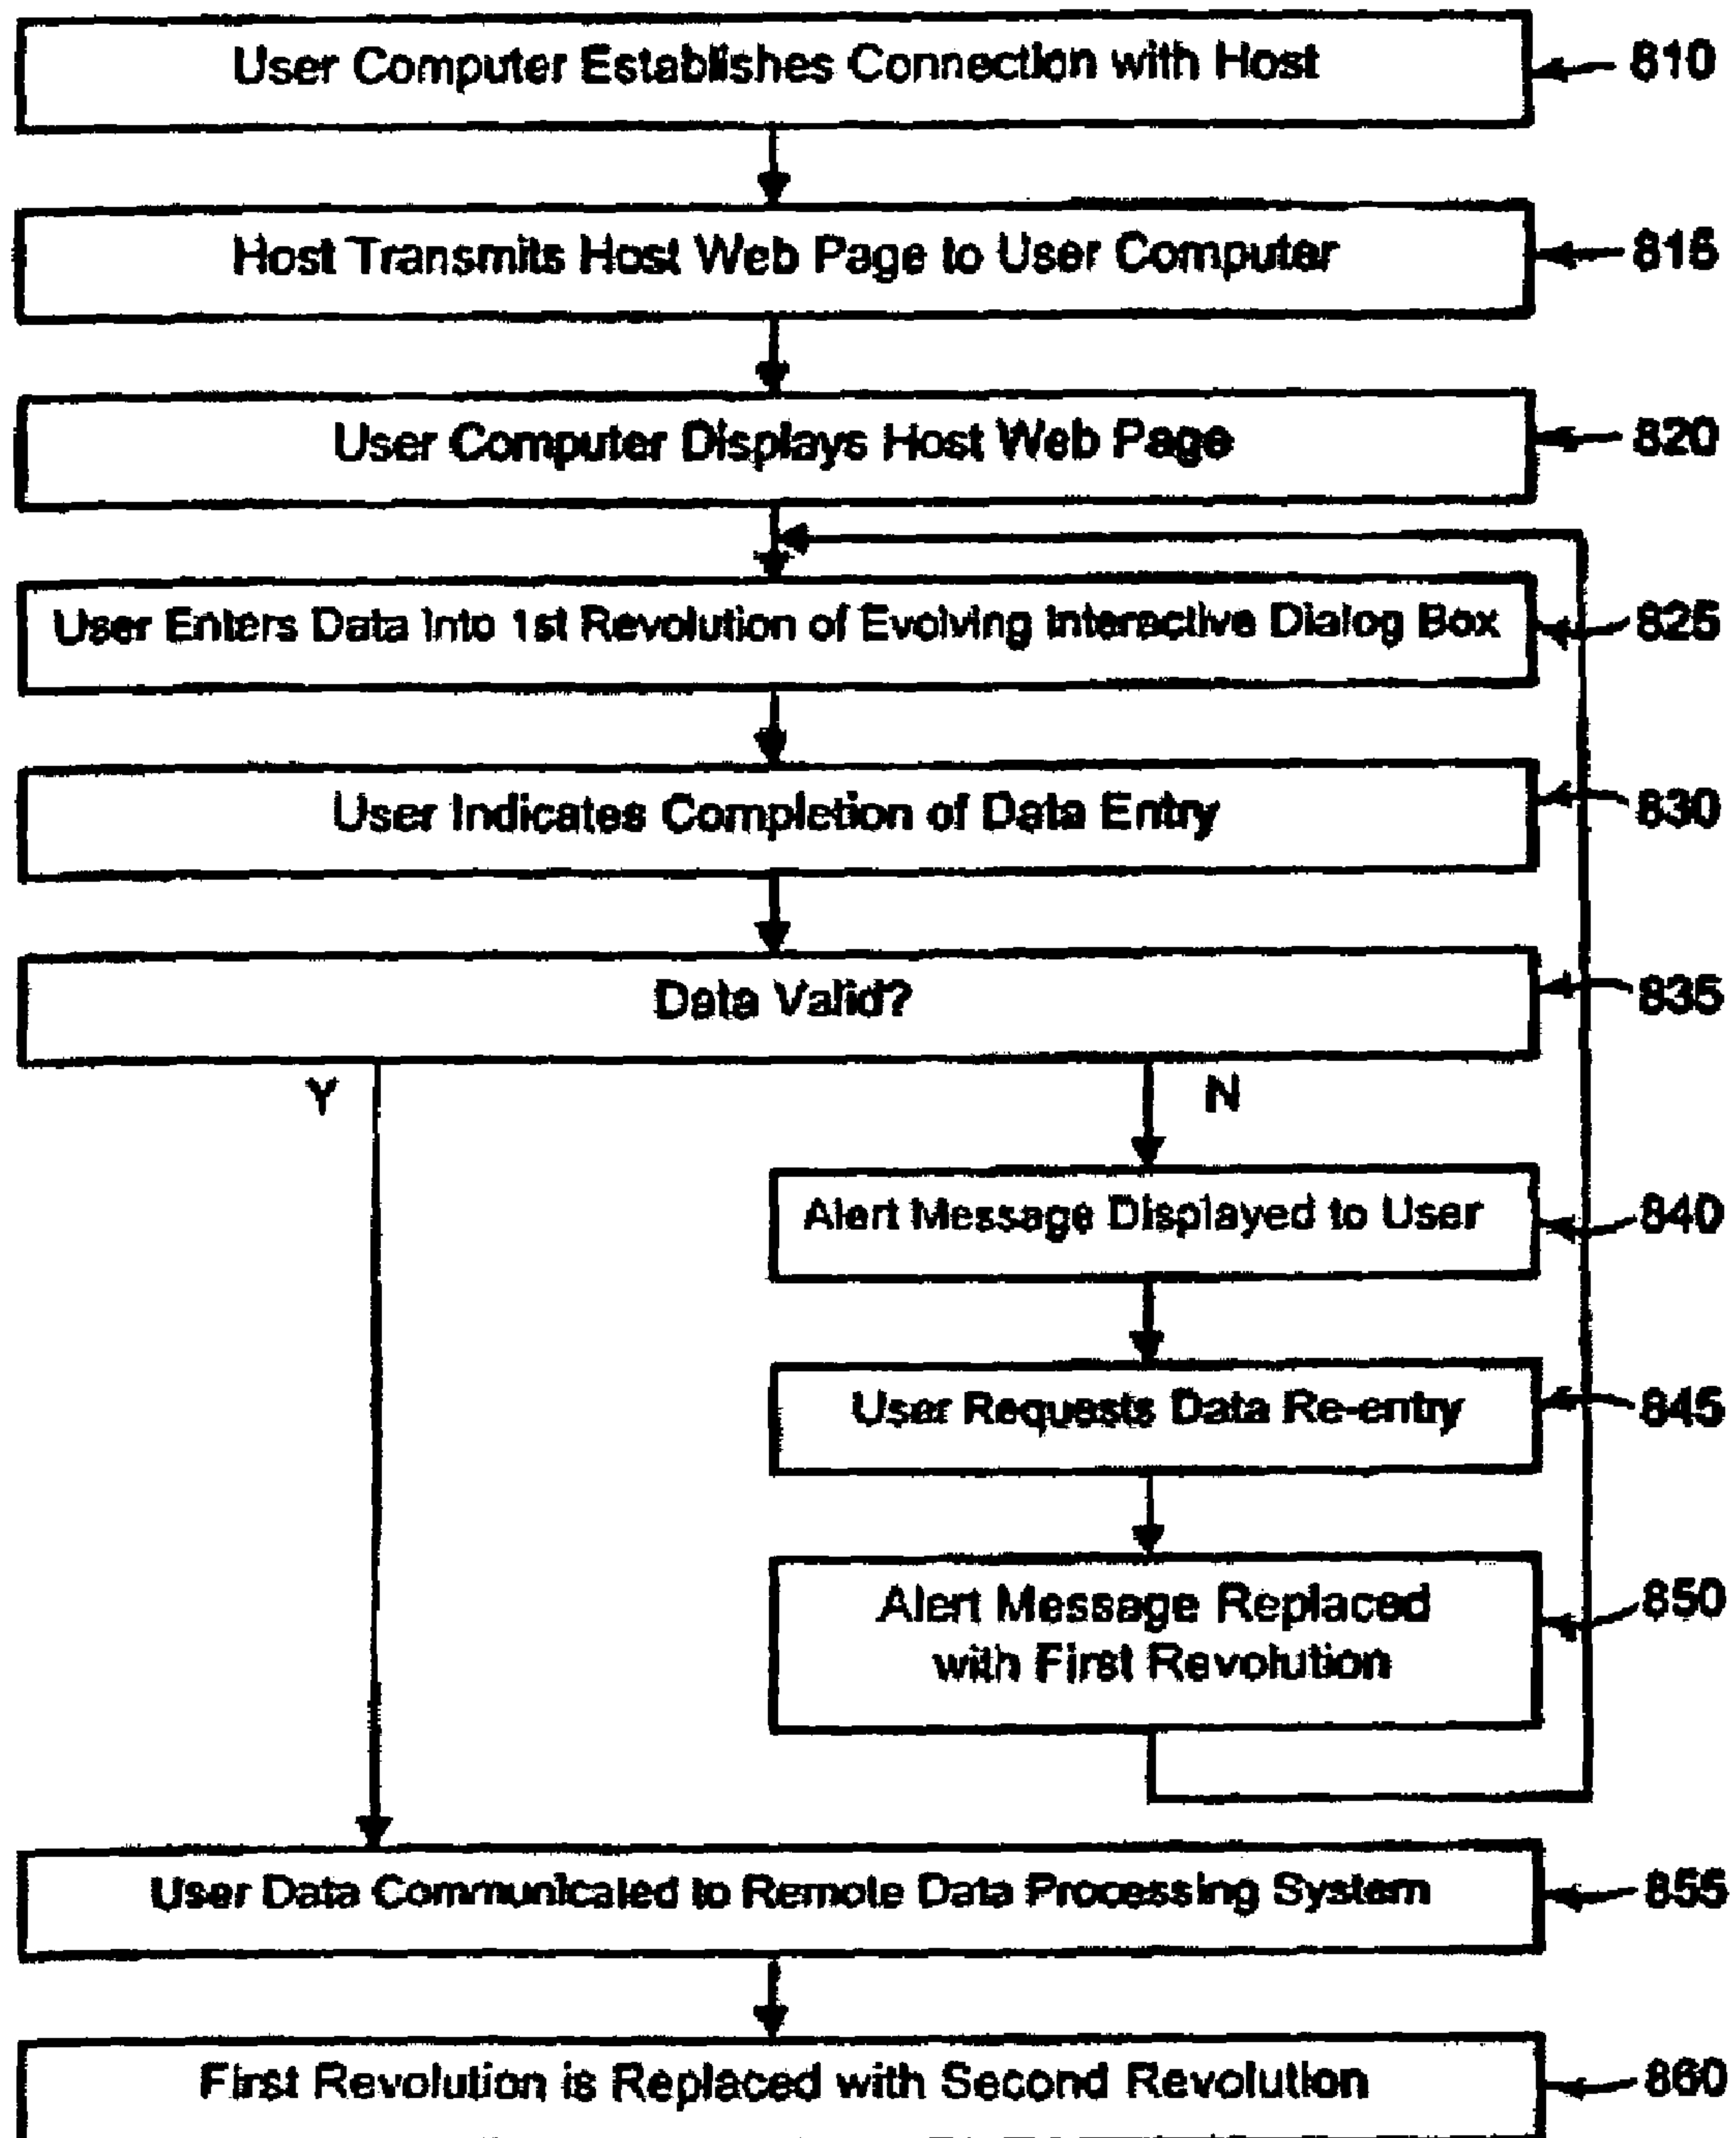 User Computer Establishes Connection with Host
810
Host Transmits Host Web Page to User Computer
815
User Computer Displays Host Web Page
820
User Enters Data Into 1st Revolution of Evolving Interactive Dialog Box
825
User Indicates Completion of Data Entry
830
Data Valid?
835
Y
N
Alert Message Displayed to User
840
User Requests Data Re-entry
845
Alert Message Replaced
with First Revolution
850
User Data Communicated to Remote Data Processing System
855
First Revolution is Replaced with Second Revolution
860